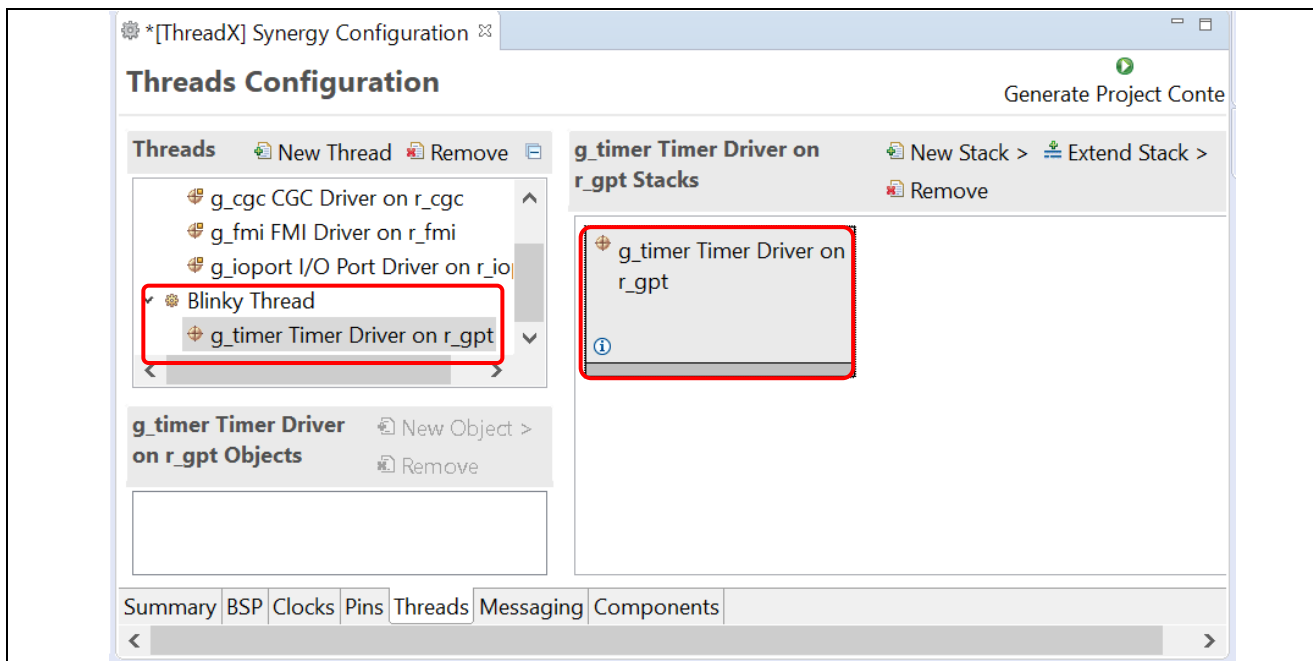 *[ThreadX] Synergy Configuration
Threads Configuration
Generate Project Conte
Threads New Thread Remove
g_cgc CGC Driver on r_cgc
g_fmi FMI Driver on r_fmi
g_ioport I/O Port Driver on r_iop
Blinky Thread
g_timer Timer Driver on r_gpt
g_timer Timer Driver
on r_gpt Objects
New Object >
Remove
g_timer Timer Driver on
r_gpt Stacks
New Stack > Extend Stack >
Remove
g_timer Timer Driver on
r_gpt
Summary BSP Clocks Pins Threads Messaging Components